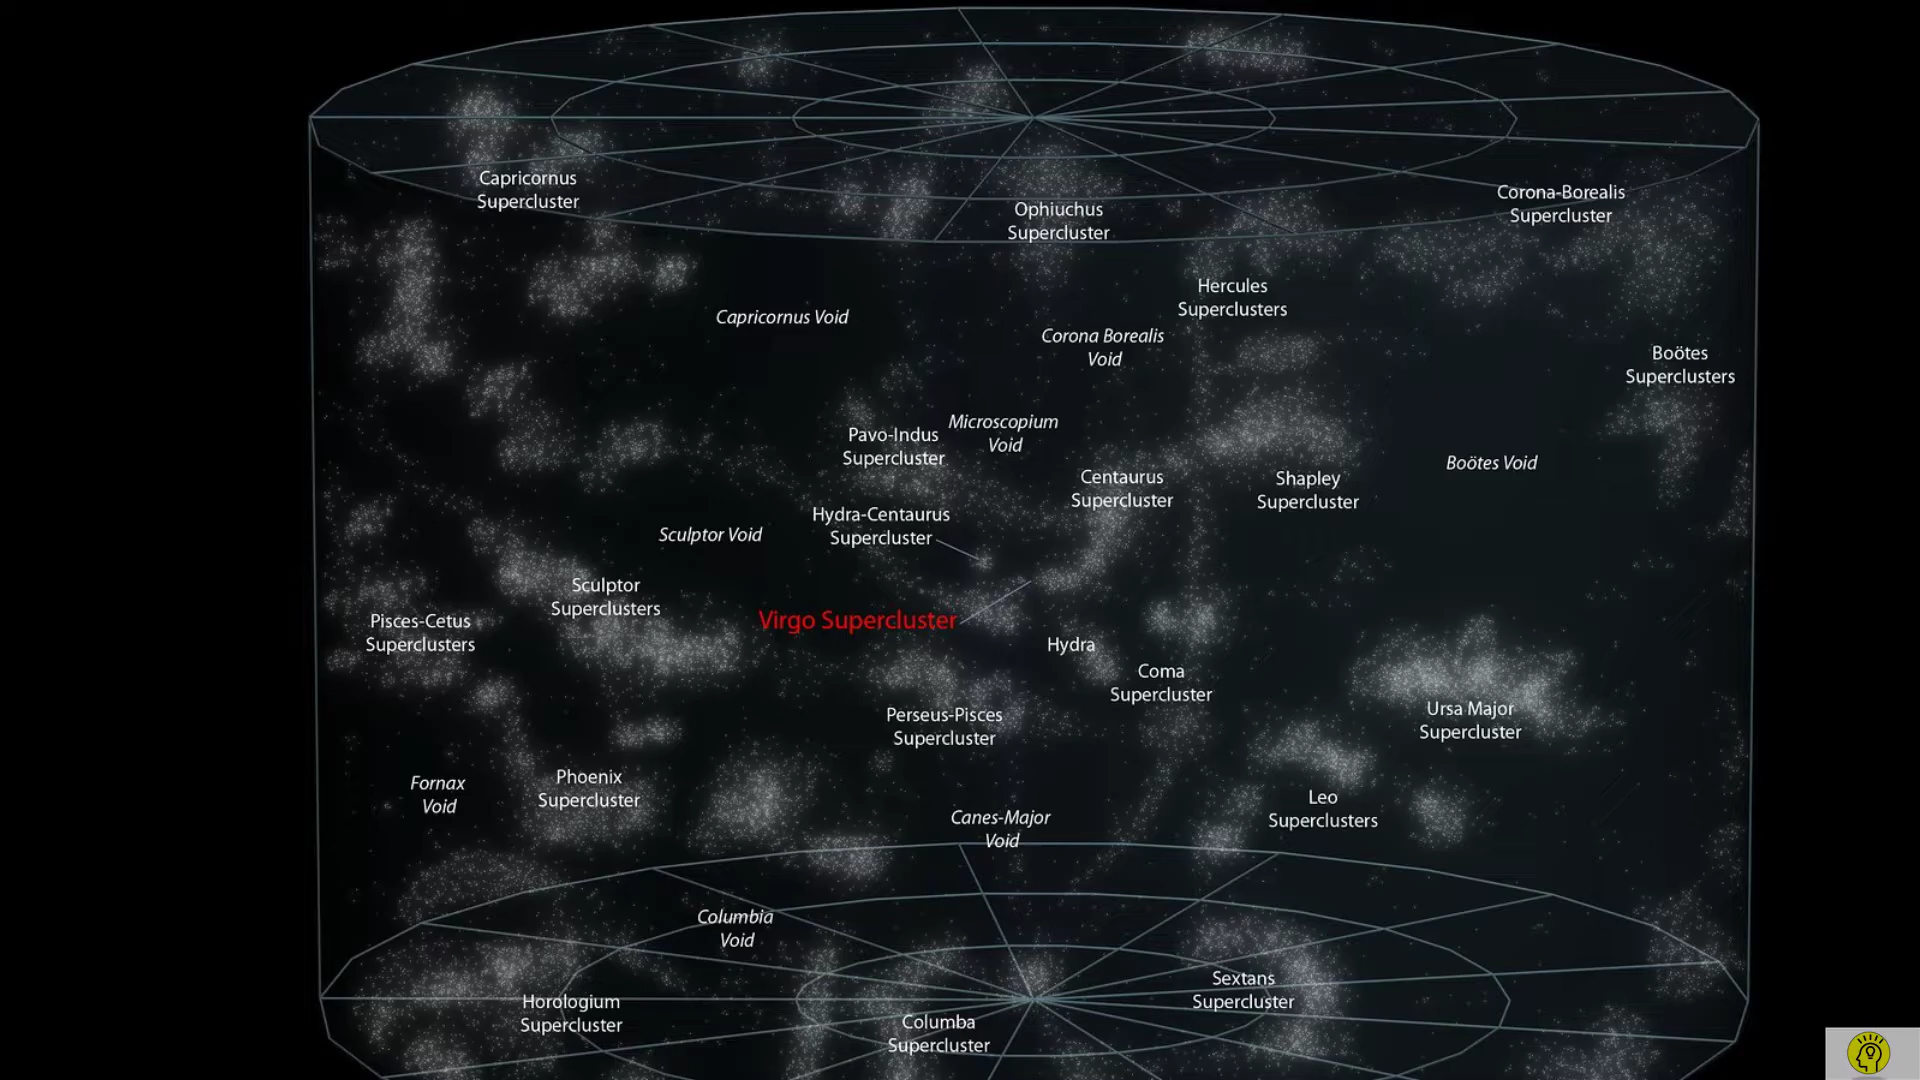 Capricornus
Supercluster
Ophiuchus
Supercluster
Corona-Borealis
Supercluster
Hercules
Superclusters
Capricornus Void
Corona Borealis
Void
Boötes
Superclusters
Pavo-Indus
Supercluster
Microscopium
Void
Centaurus
Supercluster
Shapley
Supercluster
Boötes Void
Hydra-Centaurus
Supercluster
Sculptor Void
Sculptor
Superclusters
Pisces-Cetus
Superclusters
Virgo Supercluster
Hydra
Coma
Supercluster
Perseus-Pisces
Supercluster
Ursa Major
Supercluster
Fornax
Void
Phoenix
Supercluster
Canes-Major
Void
Leo
Superclusters
Columbia
Void
Horologium
Supercluster
Columba
Supercluster
Sextans
Supercluster